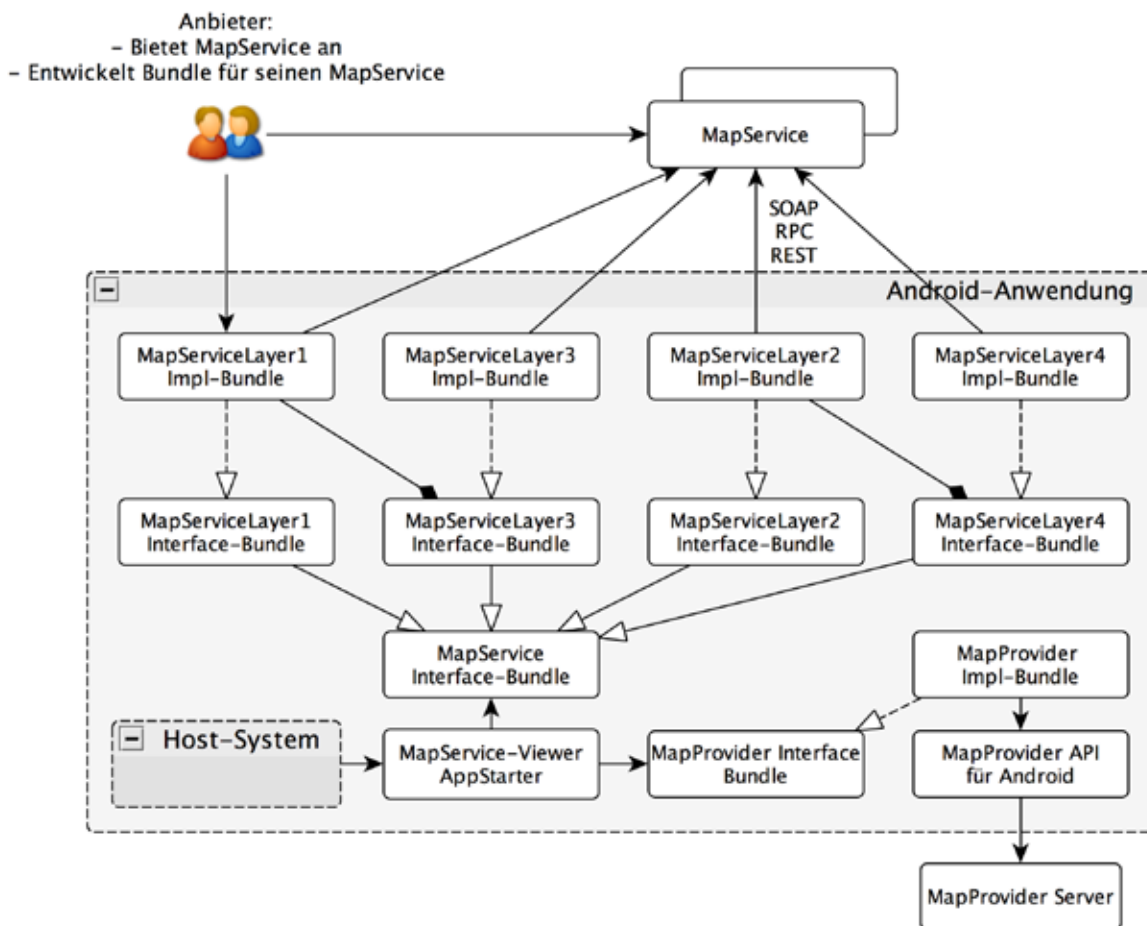 Anbieter:
- Bietet MapService an
- Entwickelt Bundle für seinen MapService
MapService
SOAP
RPC
REST
Android-Anwendung
MapServiceLayer1
Impl-Bundle
MapServiceLayer3
Impl-Bundle
MapServiceLayer2
Impl-Bundle
MapServiceLayer4
Impl-Bundle
MapServiceLayer1
Interface-Bundle
MapServiceLayer3
Interface-Bundle
MapServiceLayer2
Interface-Bundle
MapServiceLayer4
Interface-Bundle
MapService
Interface-Bundle
MapProvider
Impl-Bundle
Host-System
MapService-Viewer
AppStarter
MapProvider Interface
Bundle
MapProvider API
für Android
MapProvider Server